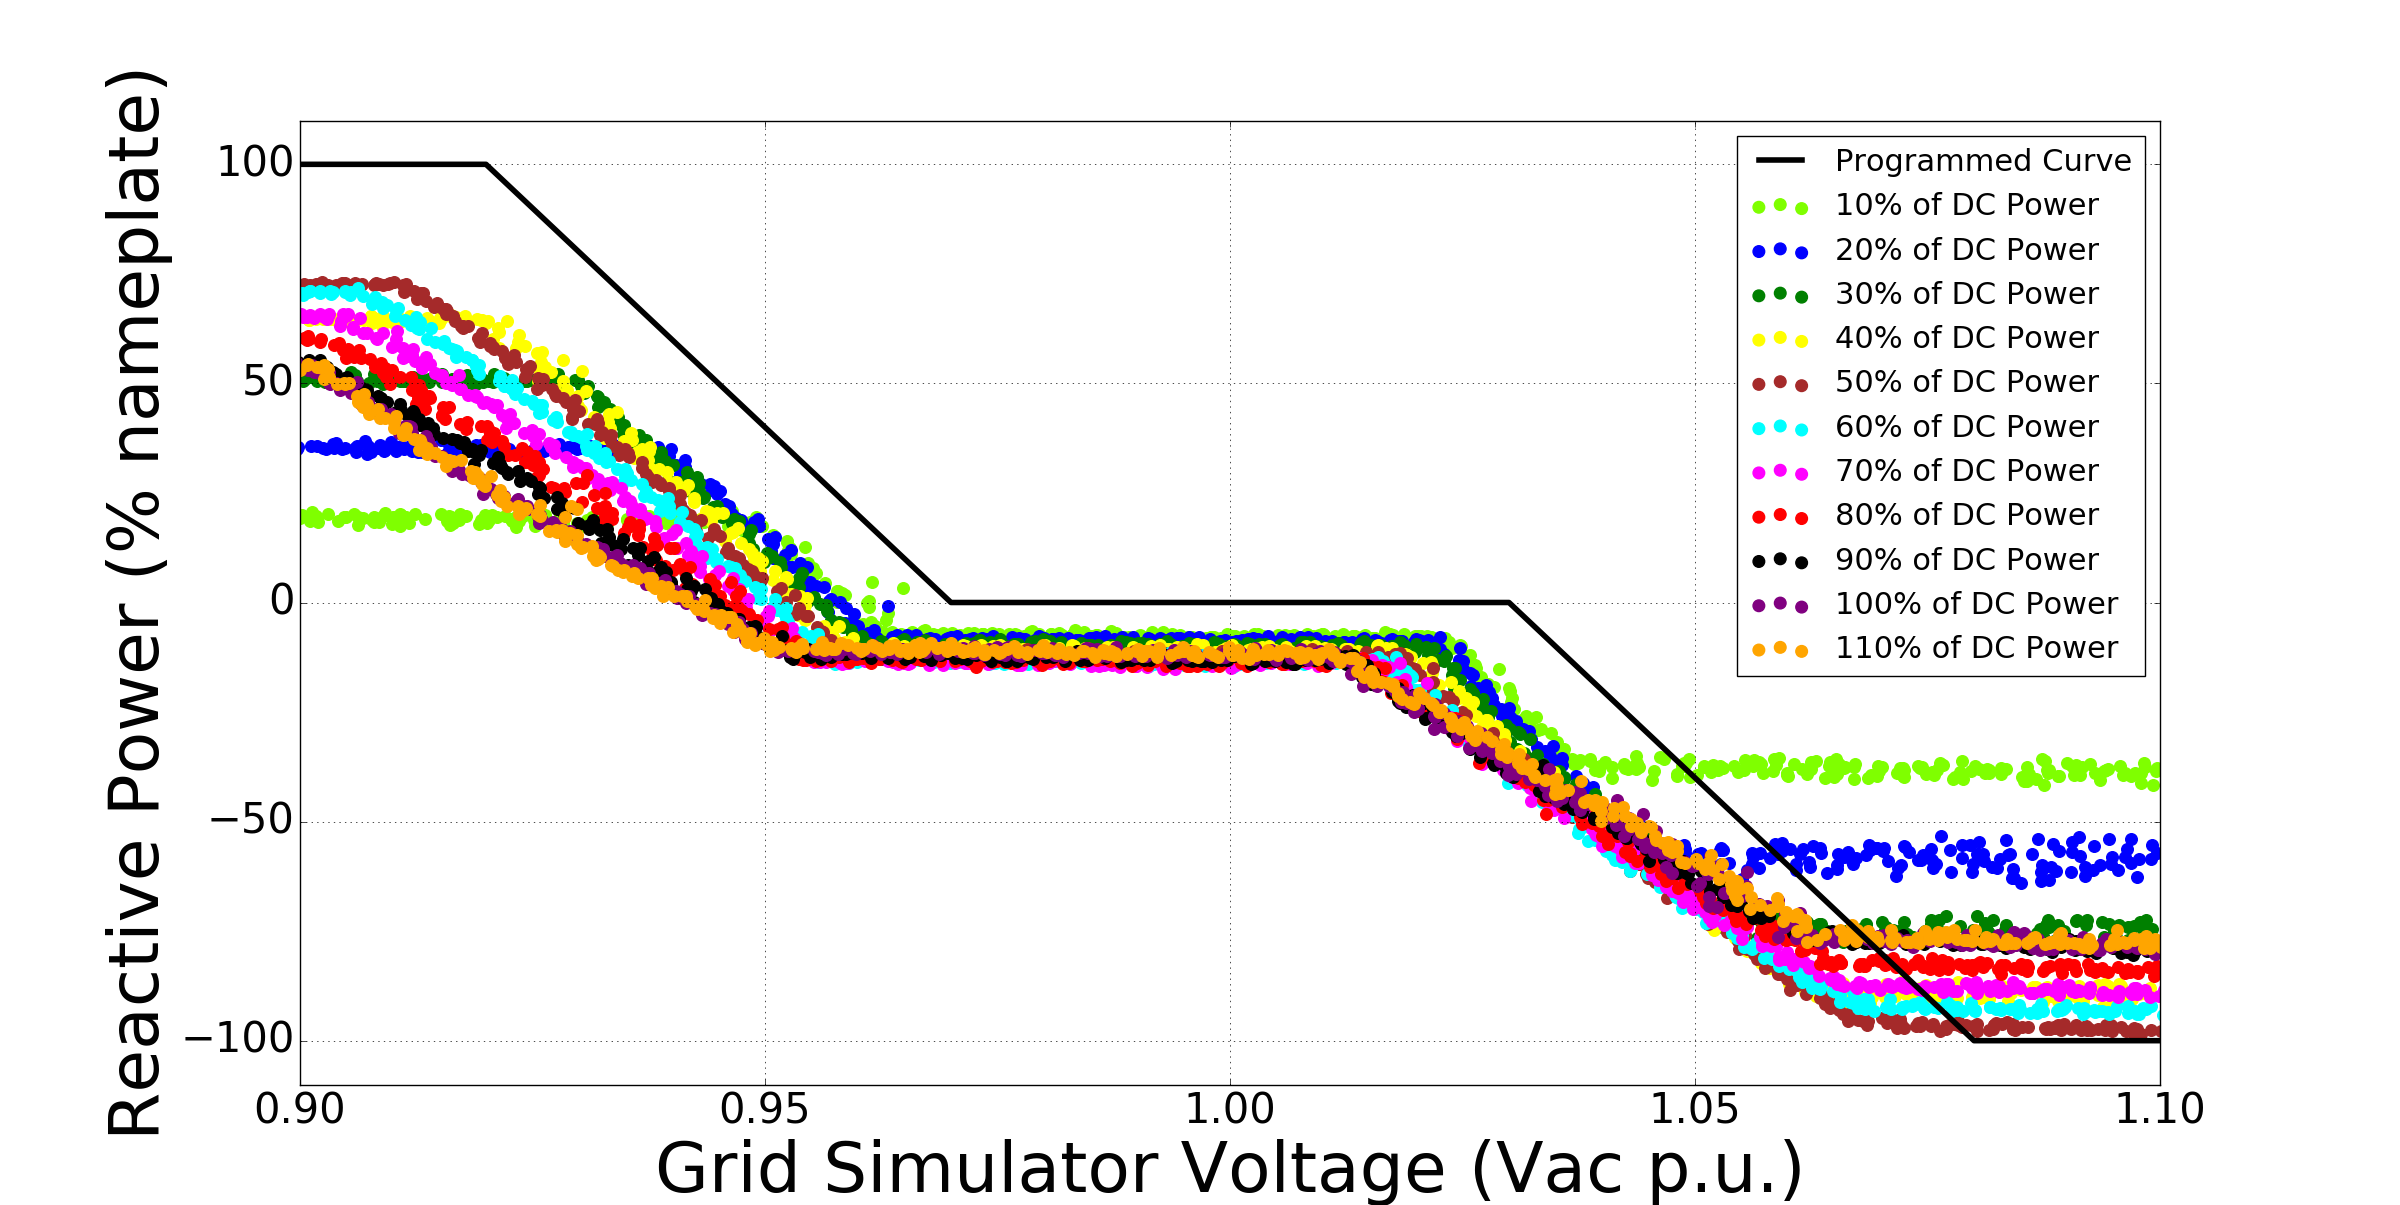 Reactive Power (% nameplate)
100
50
0
−50
−100
Programmed Curve
10% of DC Power
20% of DC Power
30% of DC Power
40% of DC Power
50% of DC Power
60% of DC Power
70% of DC Power
80% of DC Power
90% of DC Power
100% of DC Power
110% of DC Power
0.90 0.95 1.00 1.05 1.10
Grid Simulator Voltage (Vac p.u.)